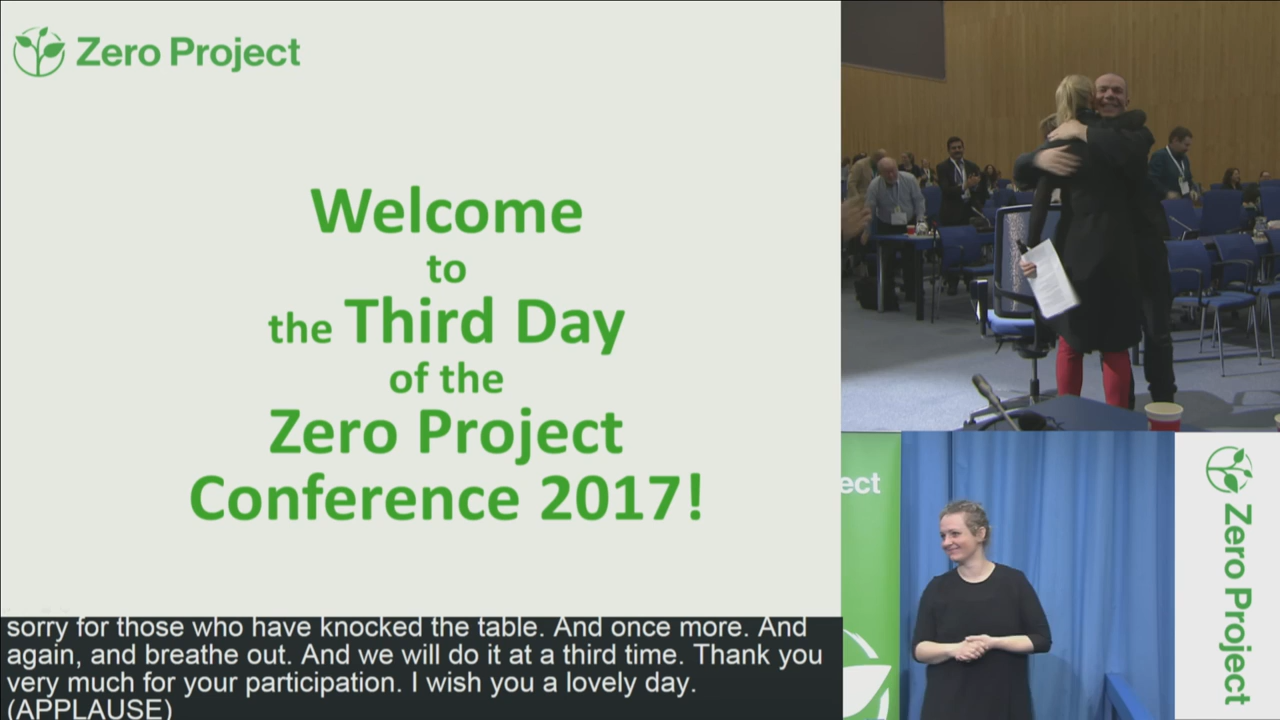 Zero Project
Welcome
to
the Third Day
of the
Zero Project
Conference 2017!
sorry for those who have knocked the table. And once more. And
again, and breathe out. And we will do it at a third time. Thank you
very much for your participation. I wish you a lovely day.
(APPLAUSE)
ect
Zero Project